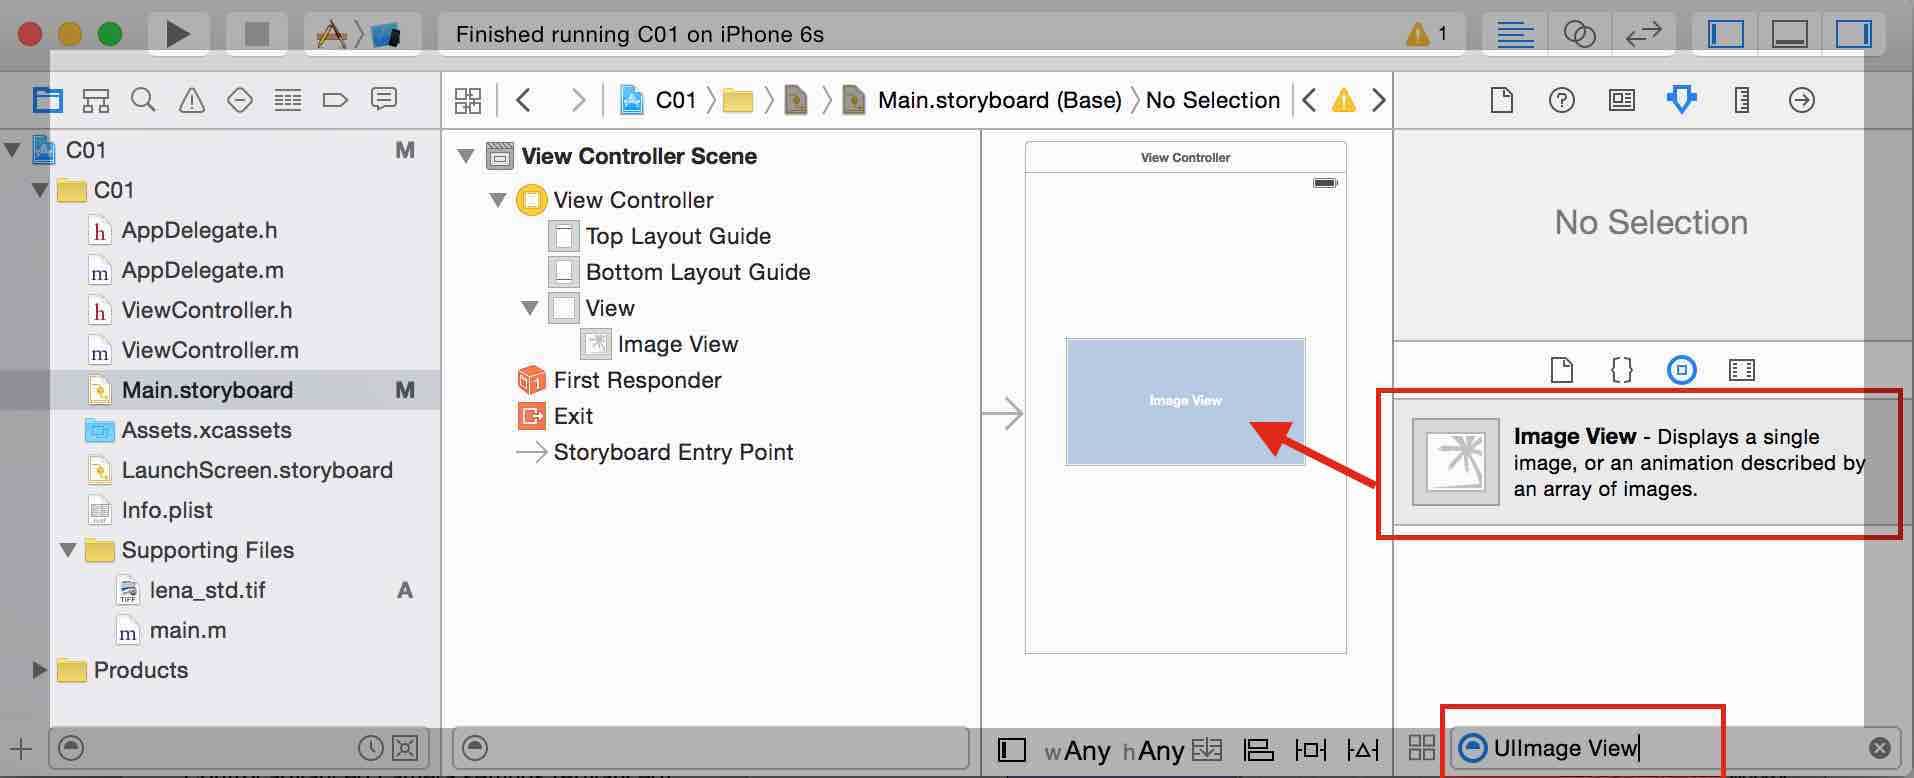 Finished running C01 on iPhone 6s
1
C01
Main.storyboard (Base)
No Selection
C01 M
C01
h AppDelegate.h
m AppDelegate.m
h ViewController.h
m ViewController.m
Main.storyboard M
Assets.xcassets
LaunchScreen.storyboard
Info.plist
Supporting Files
TIFF lena_std.tif A
m main.m
Products
View Controller Scene
View Controller
Top Layout Guide
Bottom Layout Guide
View
Image View
1 First Responder
Exit
Storyboard Entry Point
View Controller
Image View
wAny hAny
?
No Selection
{}
Image View - Displays a single
image, or an animation described by
an array of images.
UIImage View